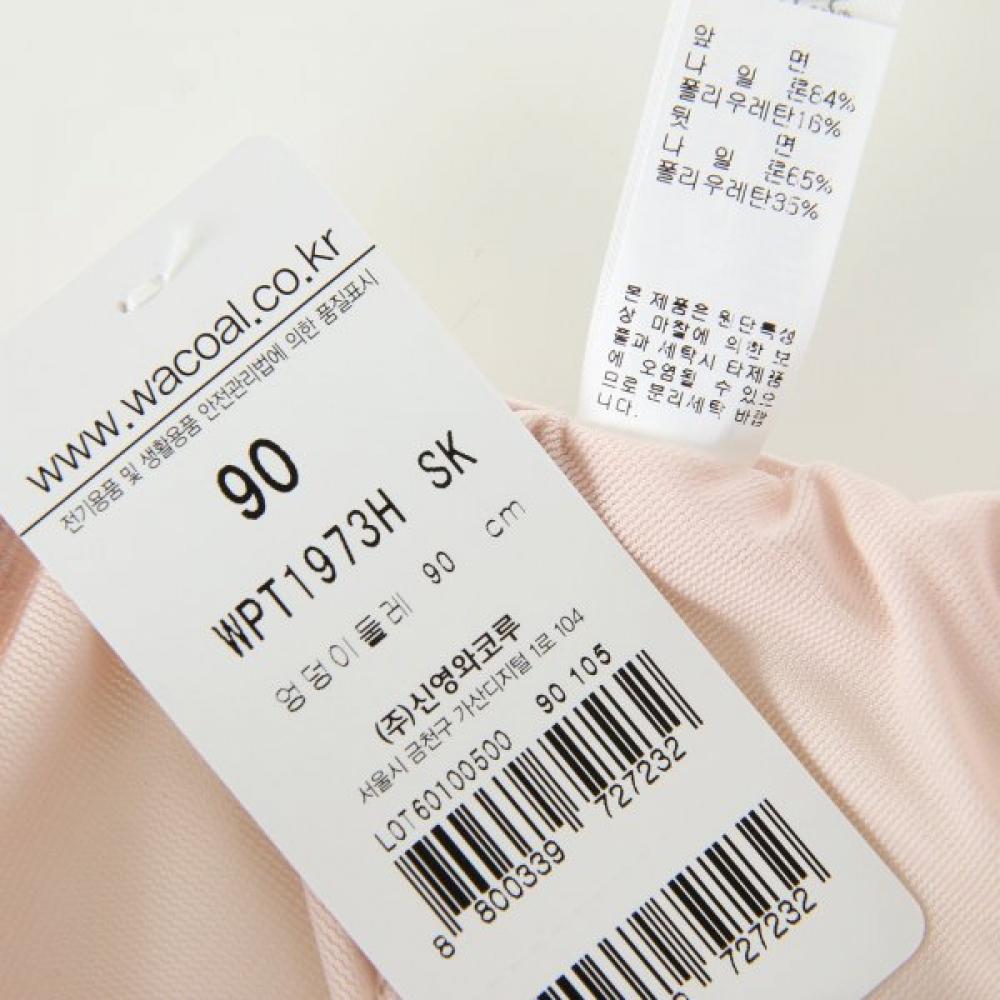 www.wacoal.co.kr
전기용품 및 생활용품 안전관리법에 의한 품질표시
90
WPT1973H SK
엉덩이둘레 90 cm
(주)신영와코루
서울시 금천구 가산디지털 1로 104
LOT60100500 90 105
8 800339 727232
727232
앞 면
나 일 론84%
폴리우레탄16%
뒷 면
나 일 론65%
폴리우레탄35%
본 제품은 원단특성
상 마찰에 의한 보
풀과 세탁시 타제품
에 오염될 수 있으
므로 분리세탁 바랍
니다.